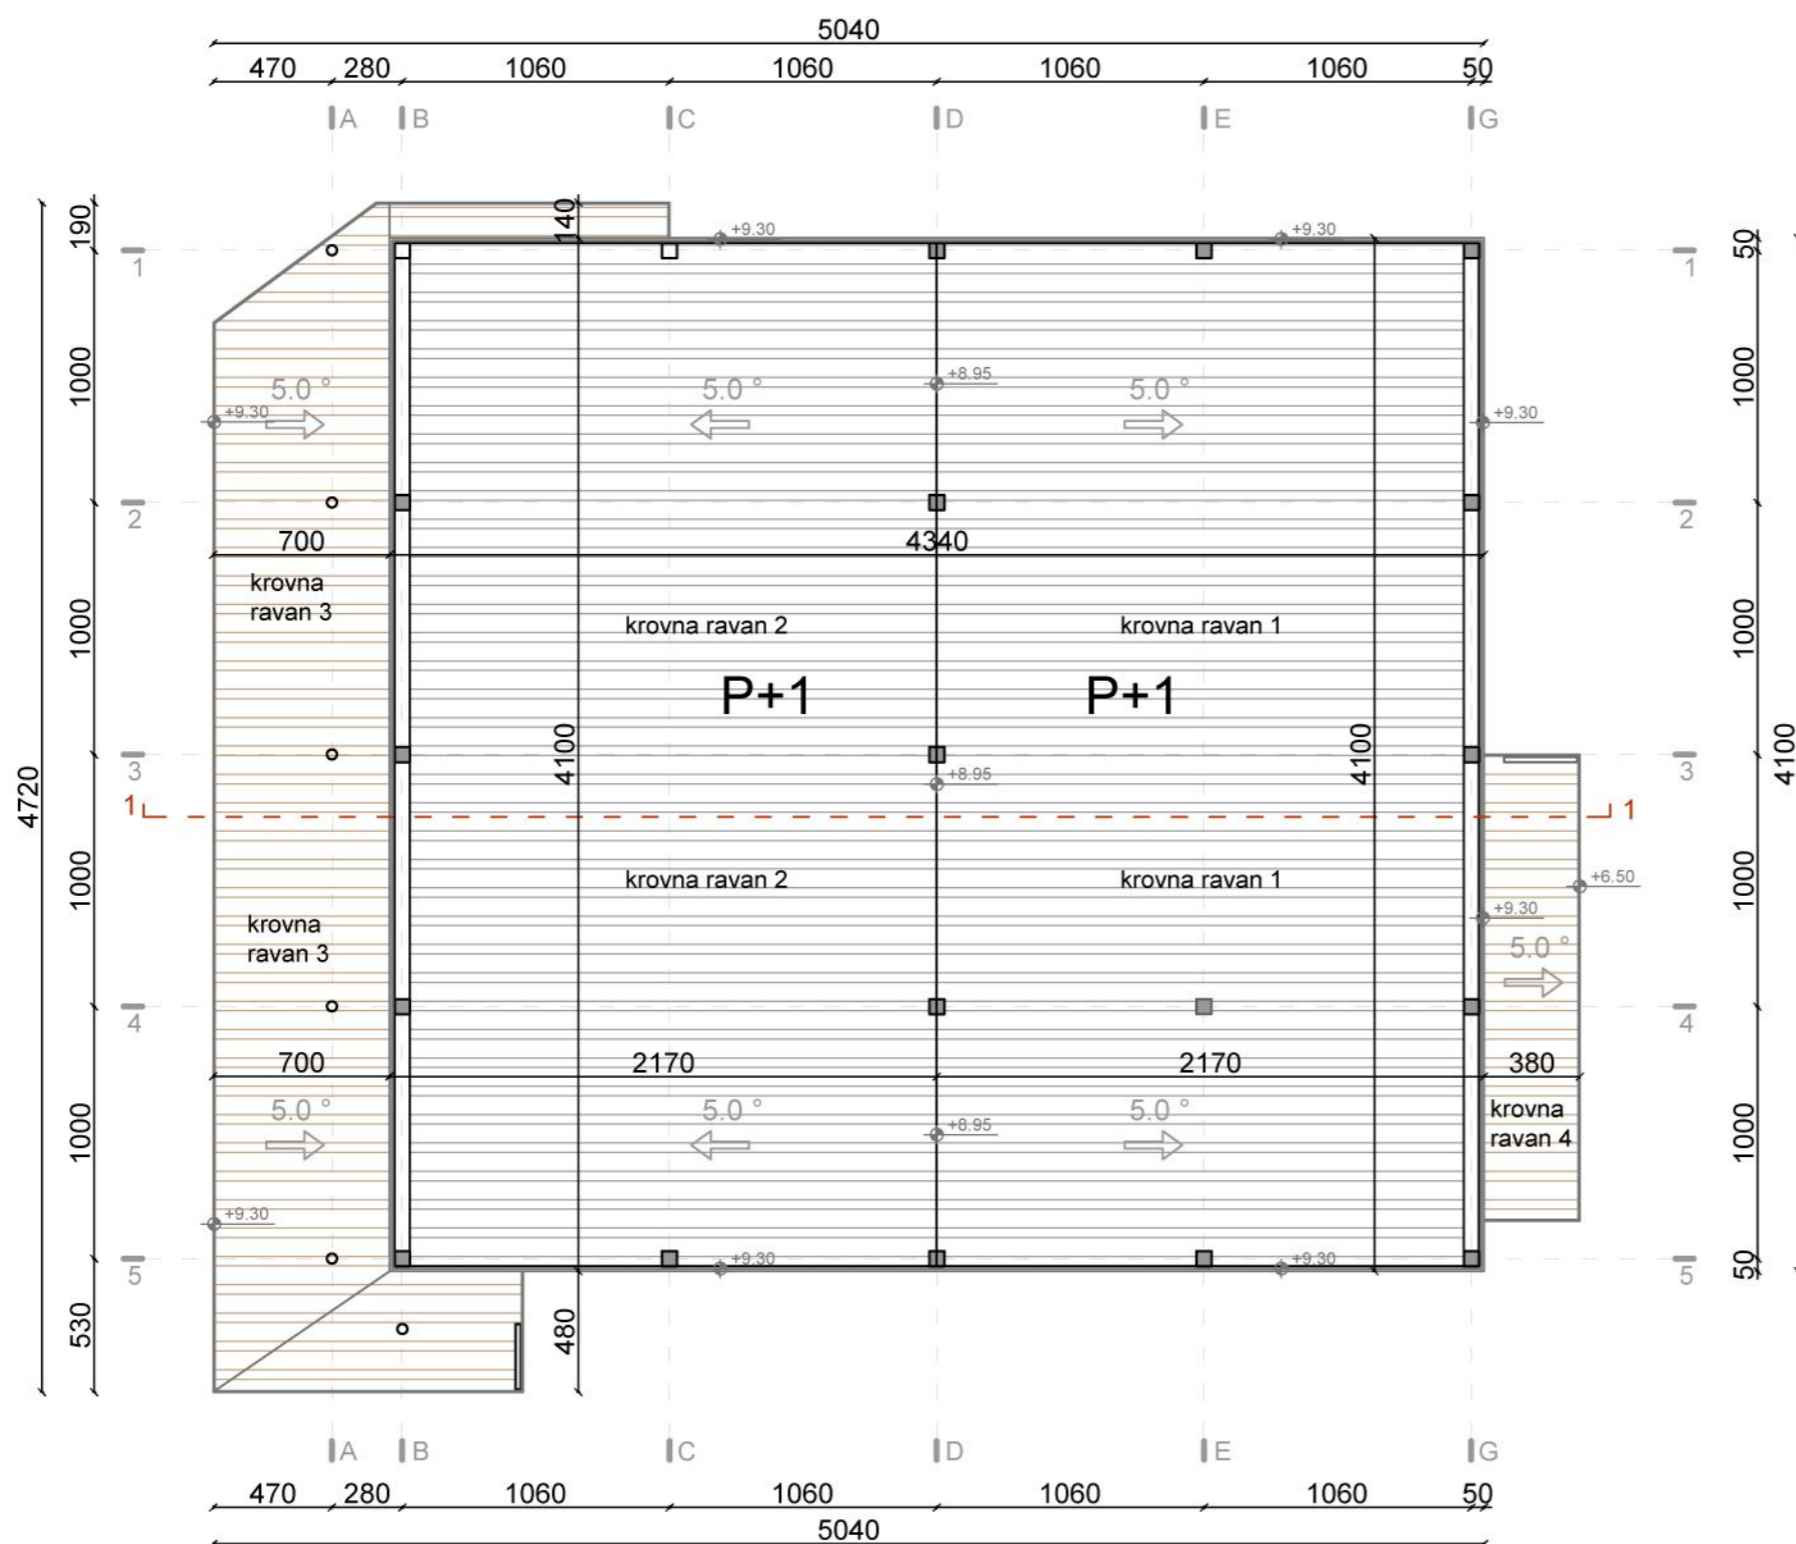 5040
470 280 1060 1060 1060 1060 50
A B C D E G
190
140
+9.30 +9.30
50
1 1
1000
1000
5.0 ° 5.0 ° 5.0 °
+8.95
+9.30 +9.30
2 2
700 4340
krovna
ravan 3
krovna ravan 2 krovna ravan 1
1000 1000
P+1 P+1
4720
4100 4100 4100
3 3
+8.95
1 1
1000 1000
krovna ravan 2 krovna ravan 1
+6.50
+9.30
krovna
ravan 3
5.0 °
4 4
700 2170 2170 380
5.0 ° 5.0 ° 5.0 °
krovna
ravan 4
+8.95
1000 1000
+9.30
+9.30 +9.30
50
5 5
530
480
A B C D E G
470 280 1060 1060 1060 1060 50
5040